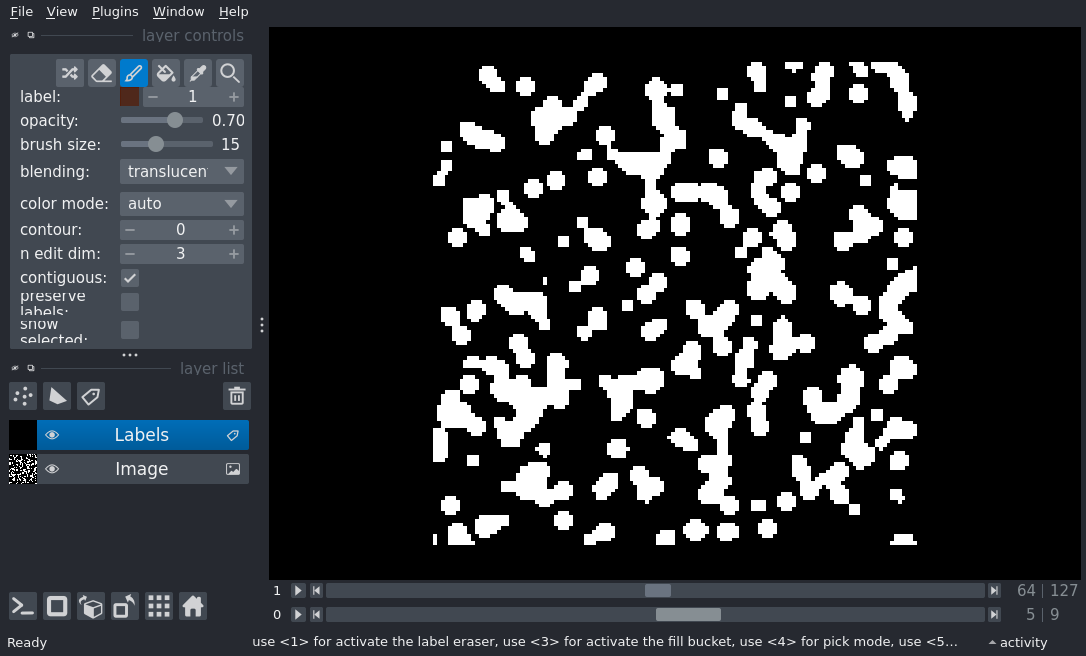 File View Plugins Window Help
layer controls
label: 1
opacity: 0.70
brush size: 15
blending: translucen
color mode: auto
contour: 0
n edit dim: 3
contiguous:
preserve
labels:
show
selected:
layer list
Labels
Image
1 64 127
0 5 9
Ready use <1> for activate the label eraser, use <3> for activate the fill bucket, use <4> for pick mode, use <5... activity